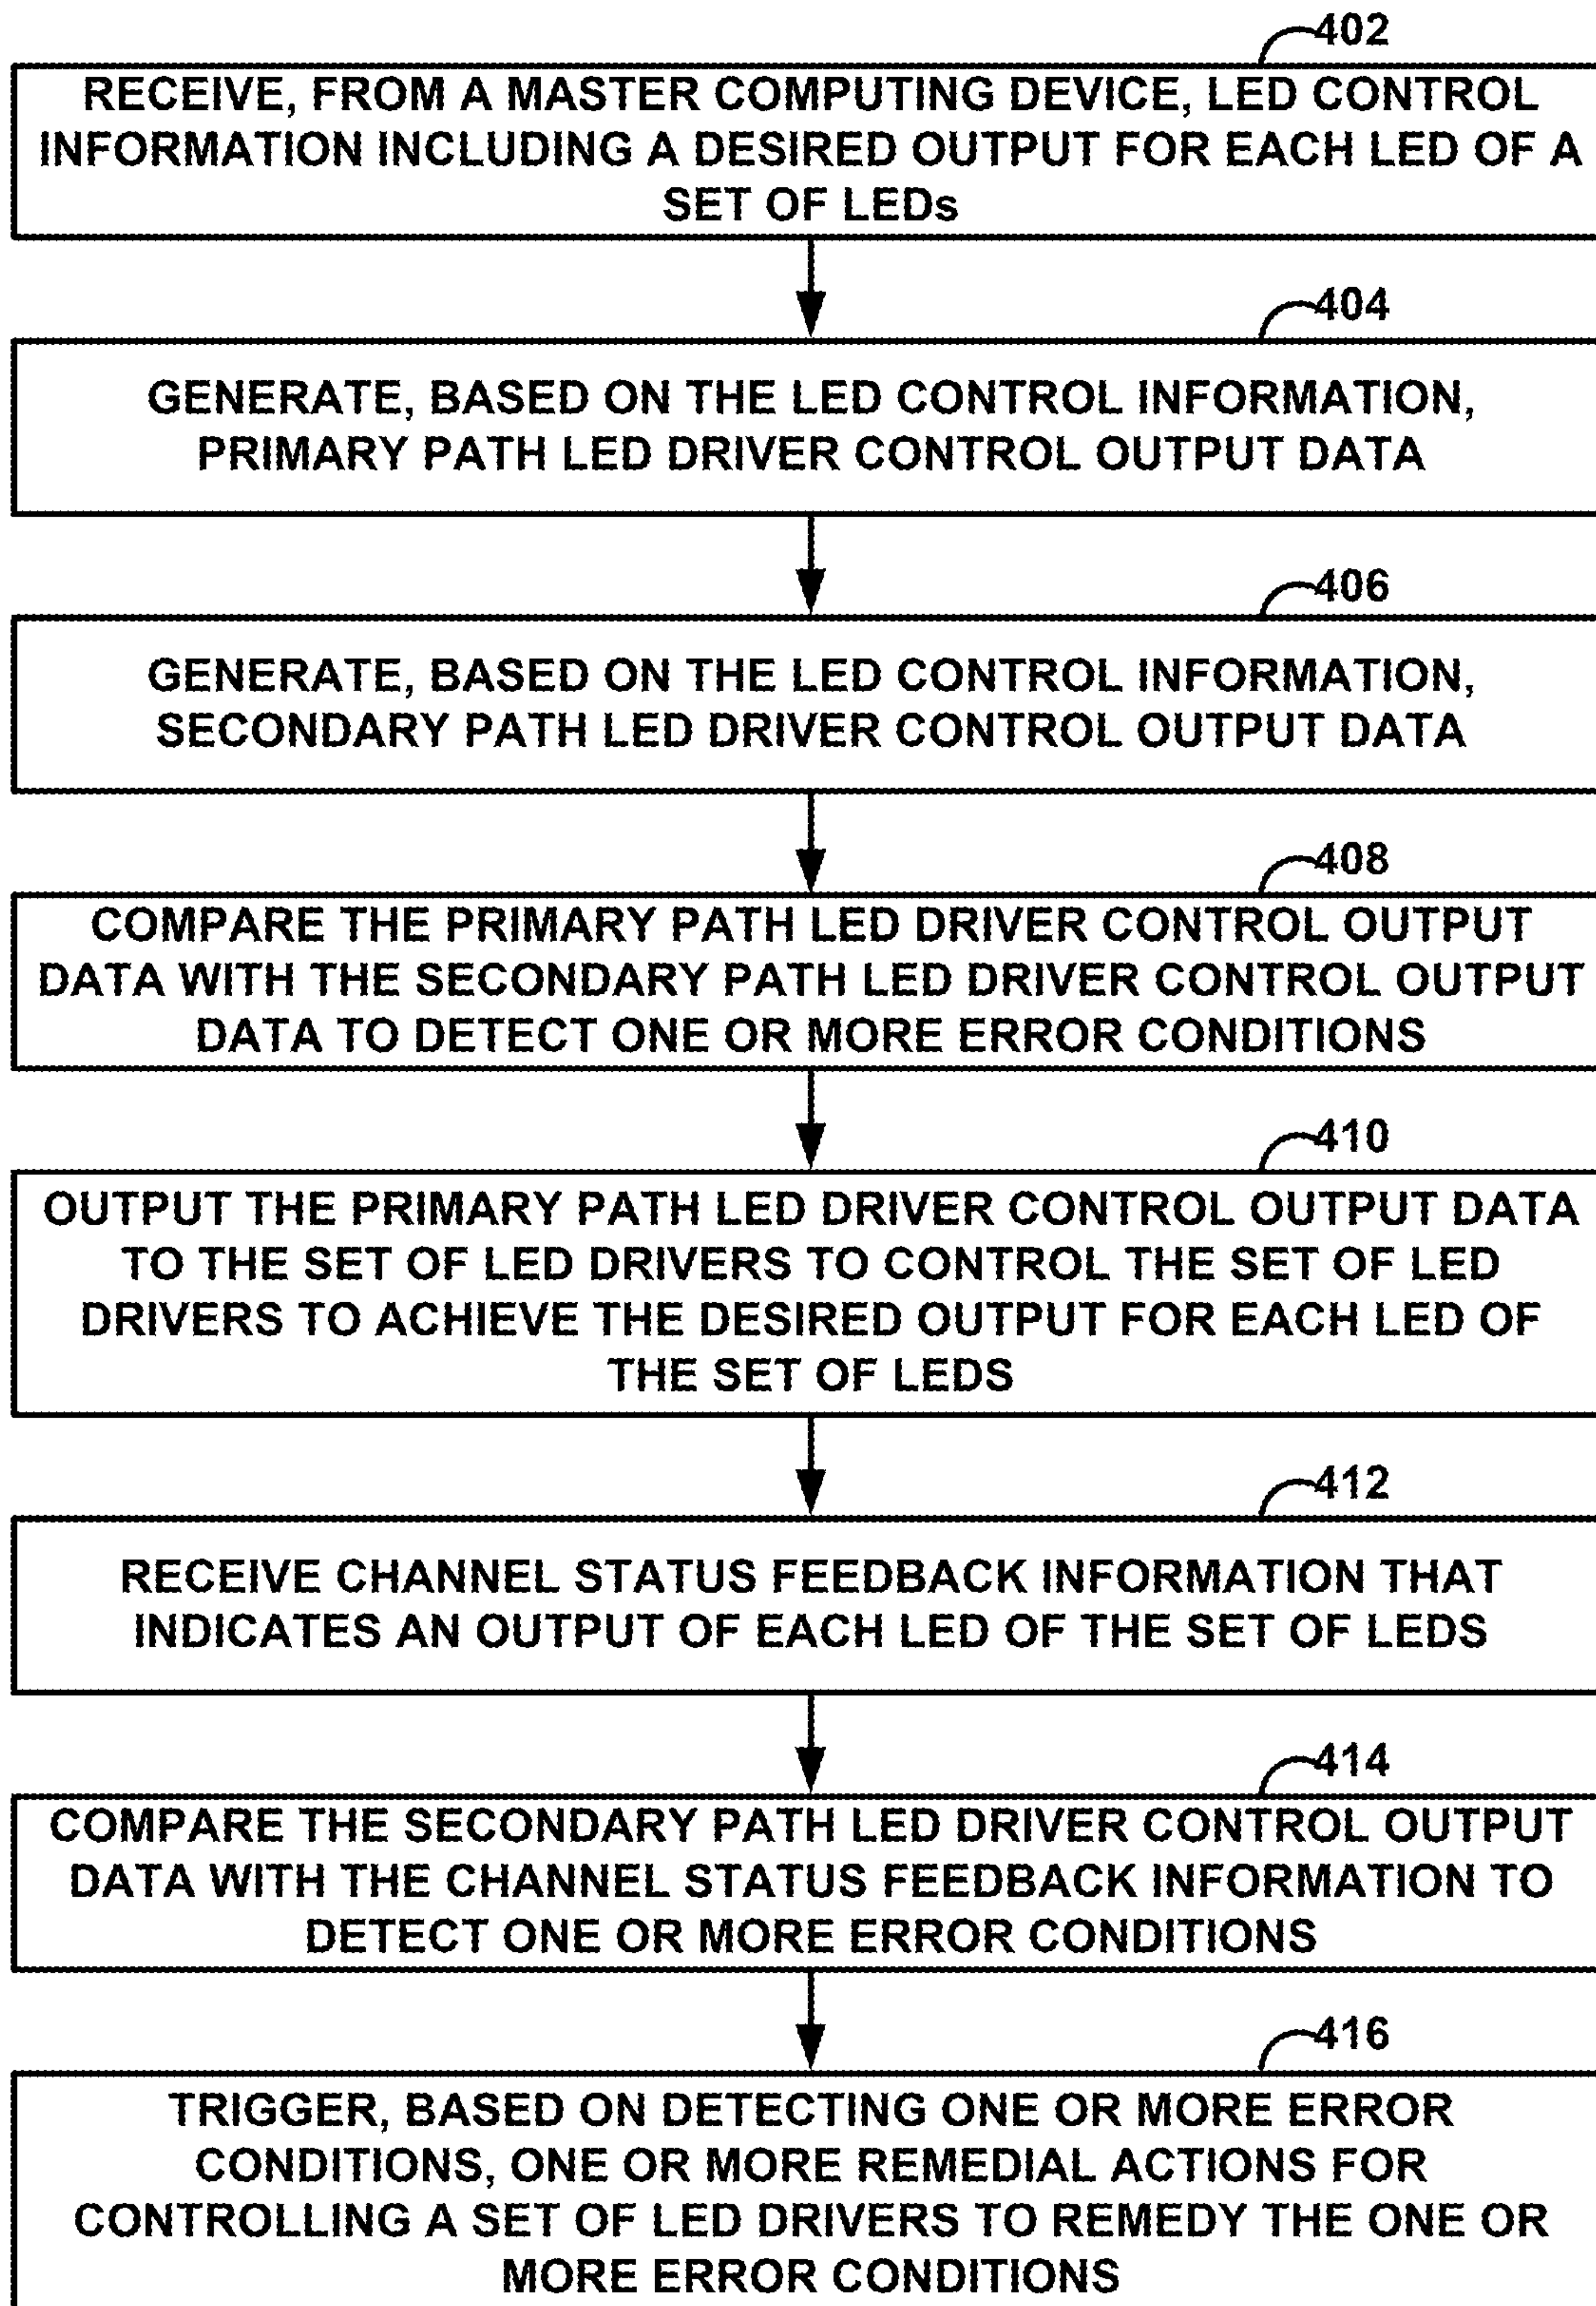 402
RECEIVE, FROM A MASTER COMPUTING DEVICE, LED CONTROL
INFORMATION INCLUDING A DESIRED OUTPUT FOR EACH LED OF A
SET OF LEDs
404
GENERATE, BASED ON THE LED CONTROL INFORMATION,
PRIMARY PATH LED DRIVER CONTROL OUTPUT DATA
406
GENERATE, BASED ON THE LED CONTROL INFORMATION,
SECONDARY PATH LED DRIVER CONTROL OUTPUT DATA
408
COMPARE THE PRIMARY PATH LED DRIVER CONTROL OUTPUT
DATA WITH THE SECONDARY PATH LED DRIVER CONTROL OUTPUT
DATA TO DETECT ONE OR MORE ERROR CONDITIONS
410
OUTPUT THE PRIMARY PATH LED DRIVER CONTROL OUTPUT DATA
TO THE SET OF LED DRIVERS TO CONTROL THE SET OF LED
DRIVERS TO ACHIEVE THE DESIRED OUTPUT FOR EACH LED OF
THE SET OF LEDS
412
RECEIVE CHANNEL STATUS FEEDBACK INFORMATION THAT
INDICATES AN OUTPUT OF EACH LED OF THE SET OF LEDS
414
COMPARE THE SECONDARY PATH LED DRIVER CONTROL OUTPUT
DATA WITH THE CHANNEL STATUS FEEDBACK INFORMATION TO
DETECT ONE OR MORE ERROR CONDITIONS
416
TRIGGER, BASED ON DETECTING ONE OR MORE ERROR
CONDITIONS, ONE OR MORE REMEDIAL ACTIONS FOR
CONTROLLING A SET OF LED DRIVERS TO REMEDY THE ONE OR
MORE ERROR CONDITIONS